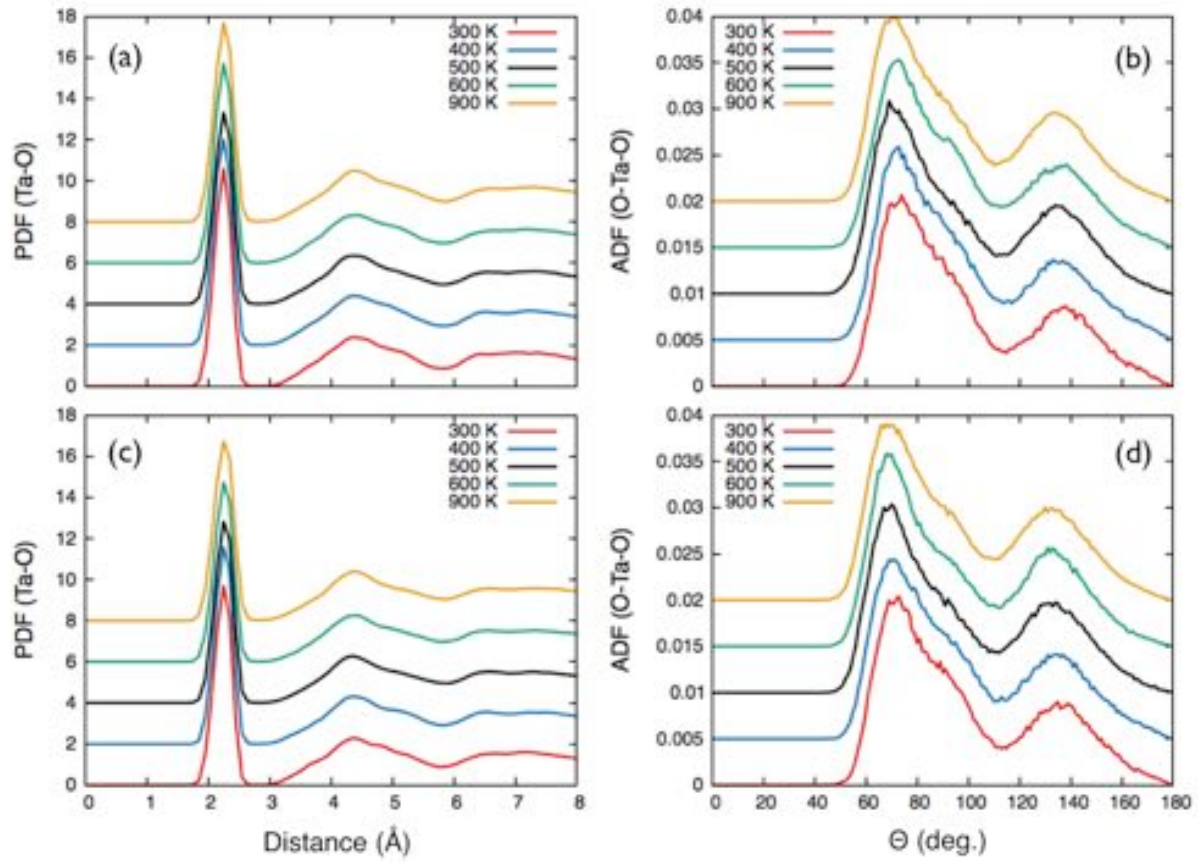 (a)
PDF (Ta-O)
18
16
14
12
10
8
6
4
2
0
300 K
400 K
500 K
600 K
900 K
(b)
ADF (O-Ta-O)
0.04
0.035
0.03
0.025
0.02
0.015
0.01
0.005
0
300 K
400 K
500 K
600 K
900 K
(c)
PDF (Ta-O)
18
16
14
12
10
8
6
4
2
0
300 K
400 K
500 K
600 K
900 K
0 1 2 3 4 5 6 7 8
Distance (Å)
(d)
ADF (O-Ta-O)
0.04
0.035
0.03
0.025
0.02
0.015
0.01
0.005
300 K
400 K
500 K
600 K
900 K
0 20 40 60 80 100 120 140 160 180
Θ (deg.)